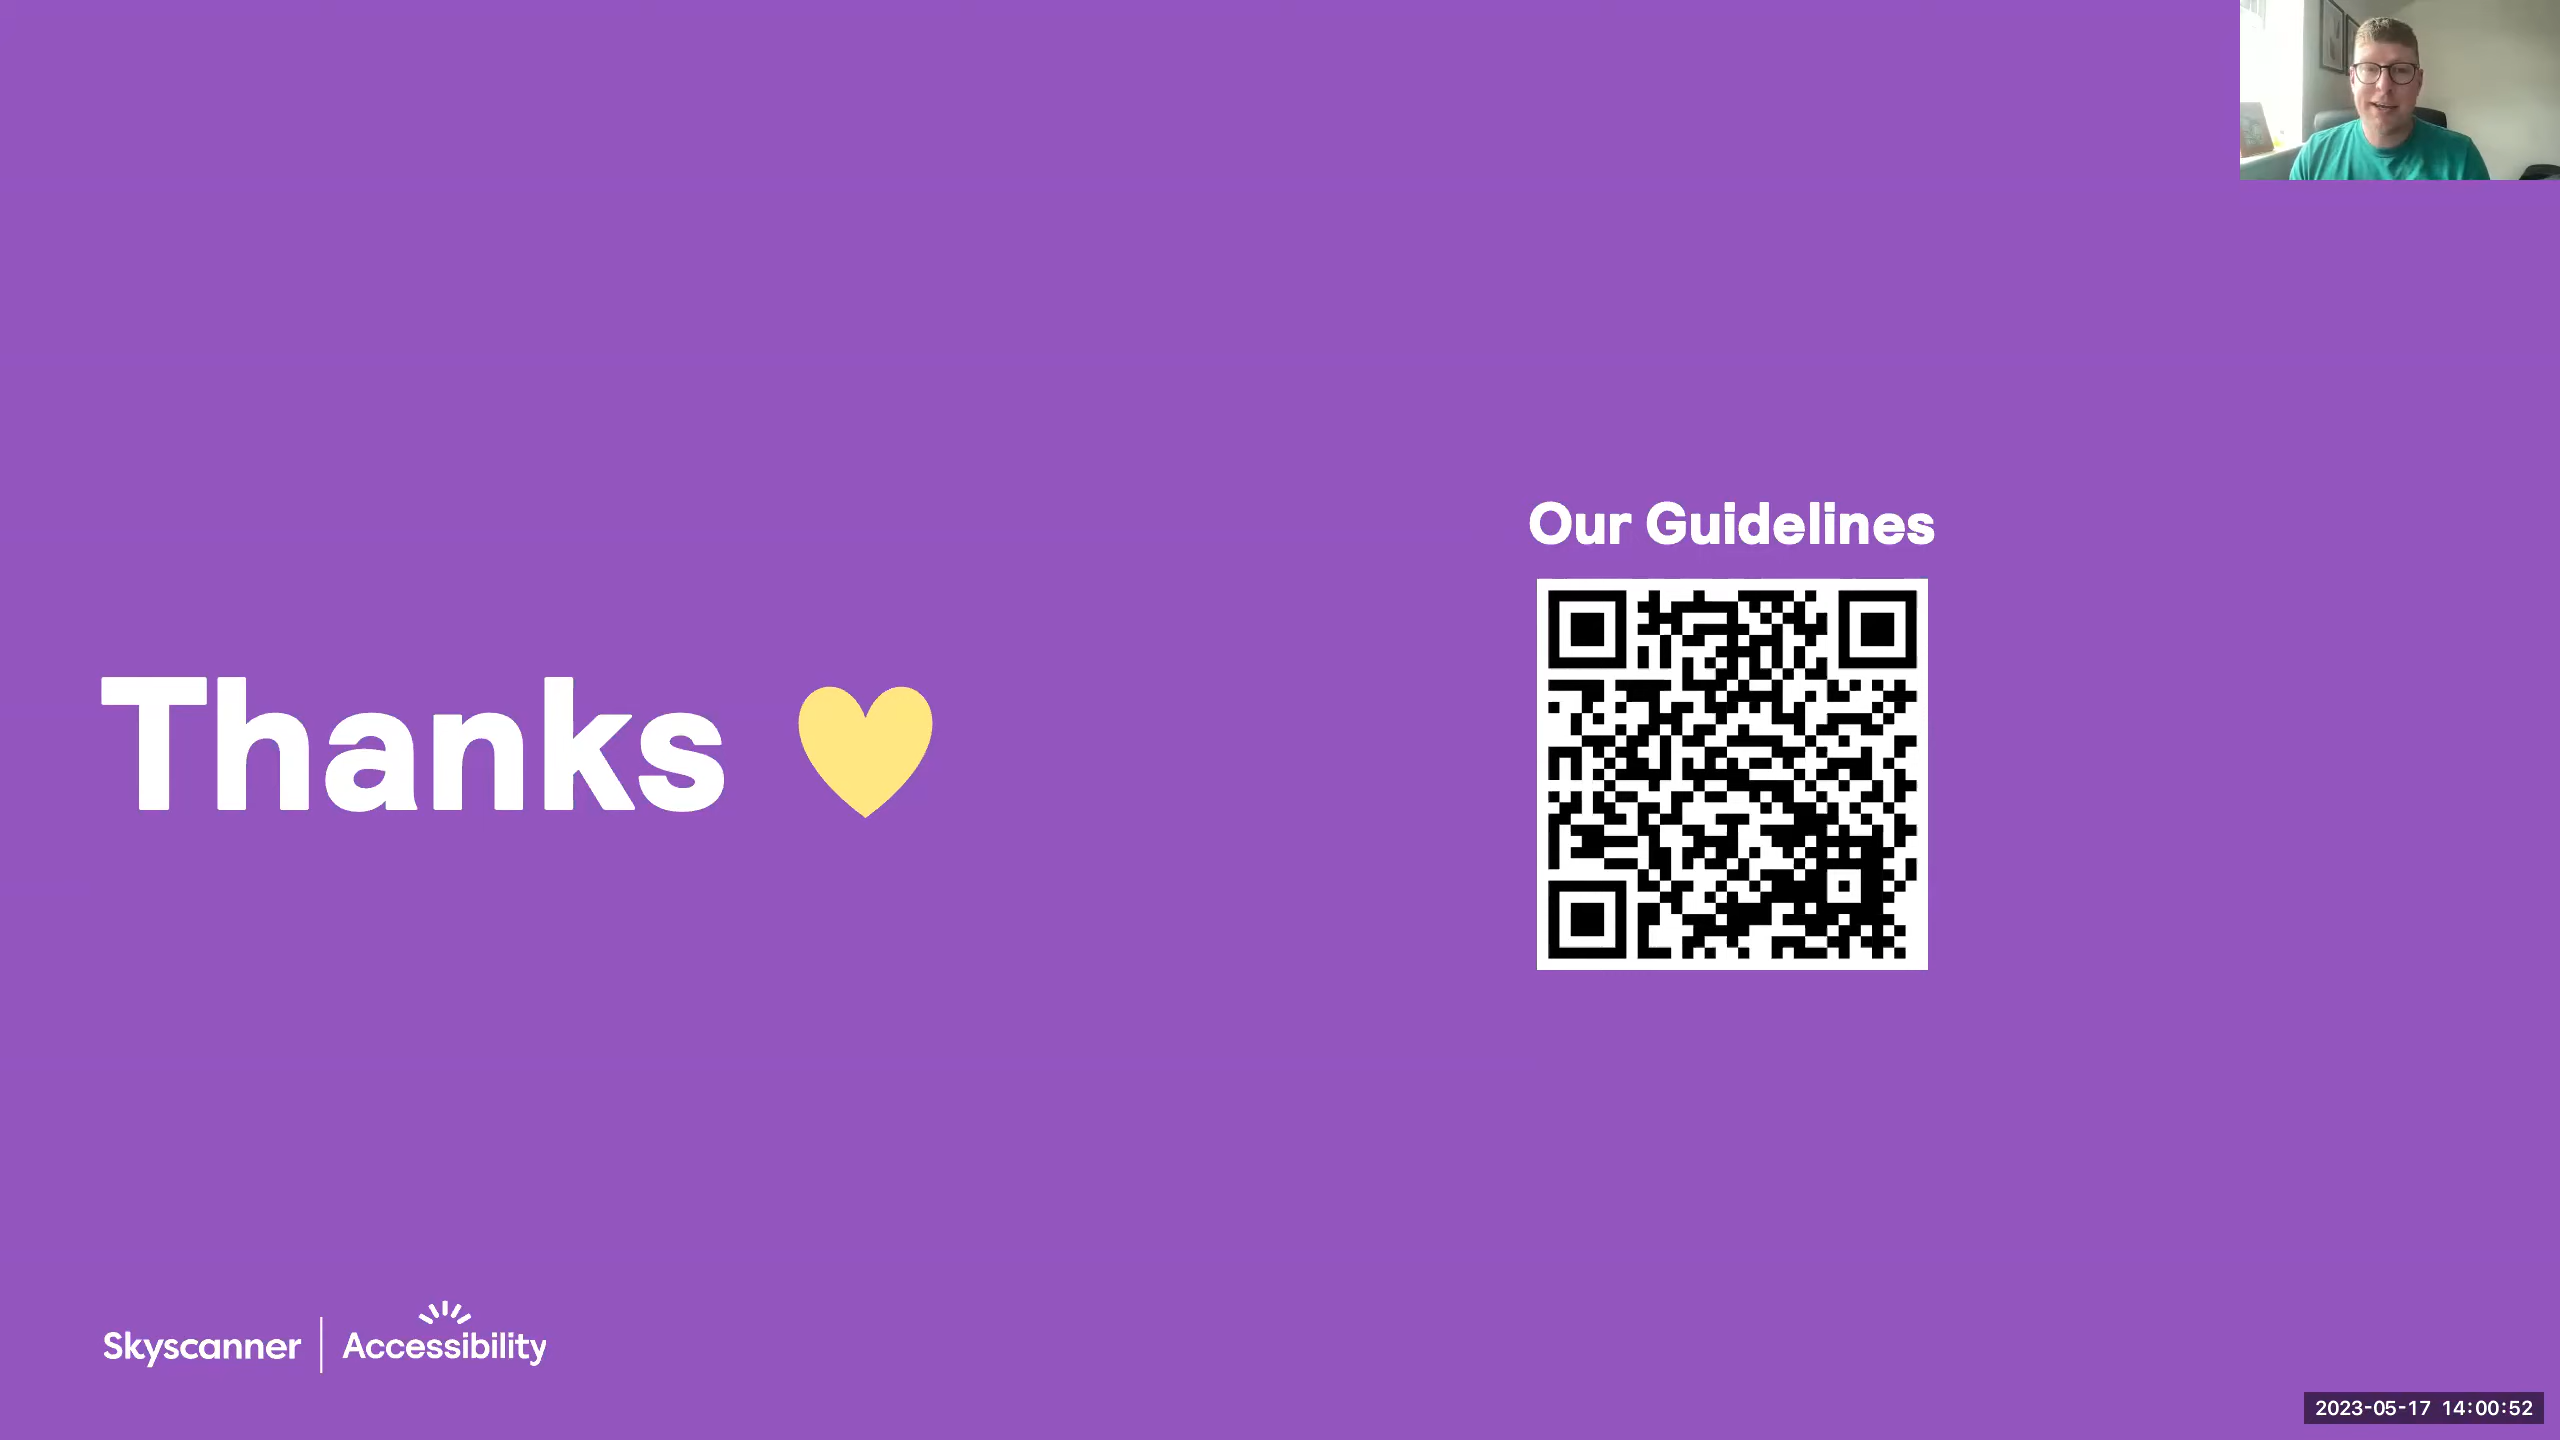 Our Guidelines
Thanks
Skyscanner | Accessibility
2023-05-17 14:00:52